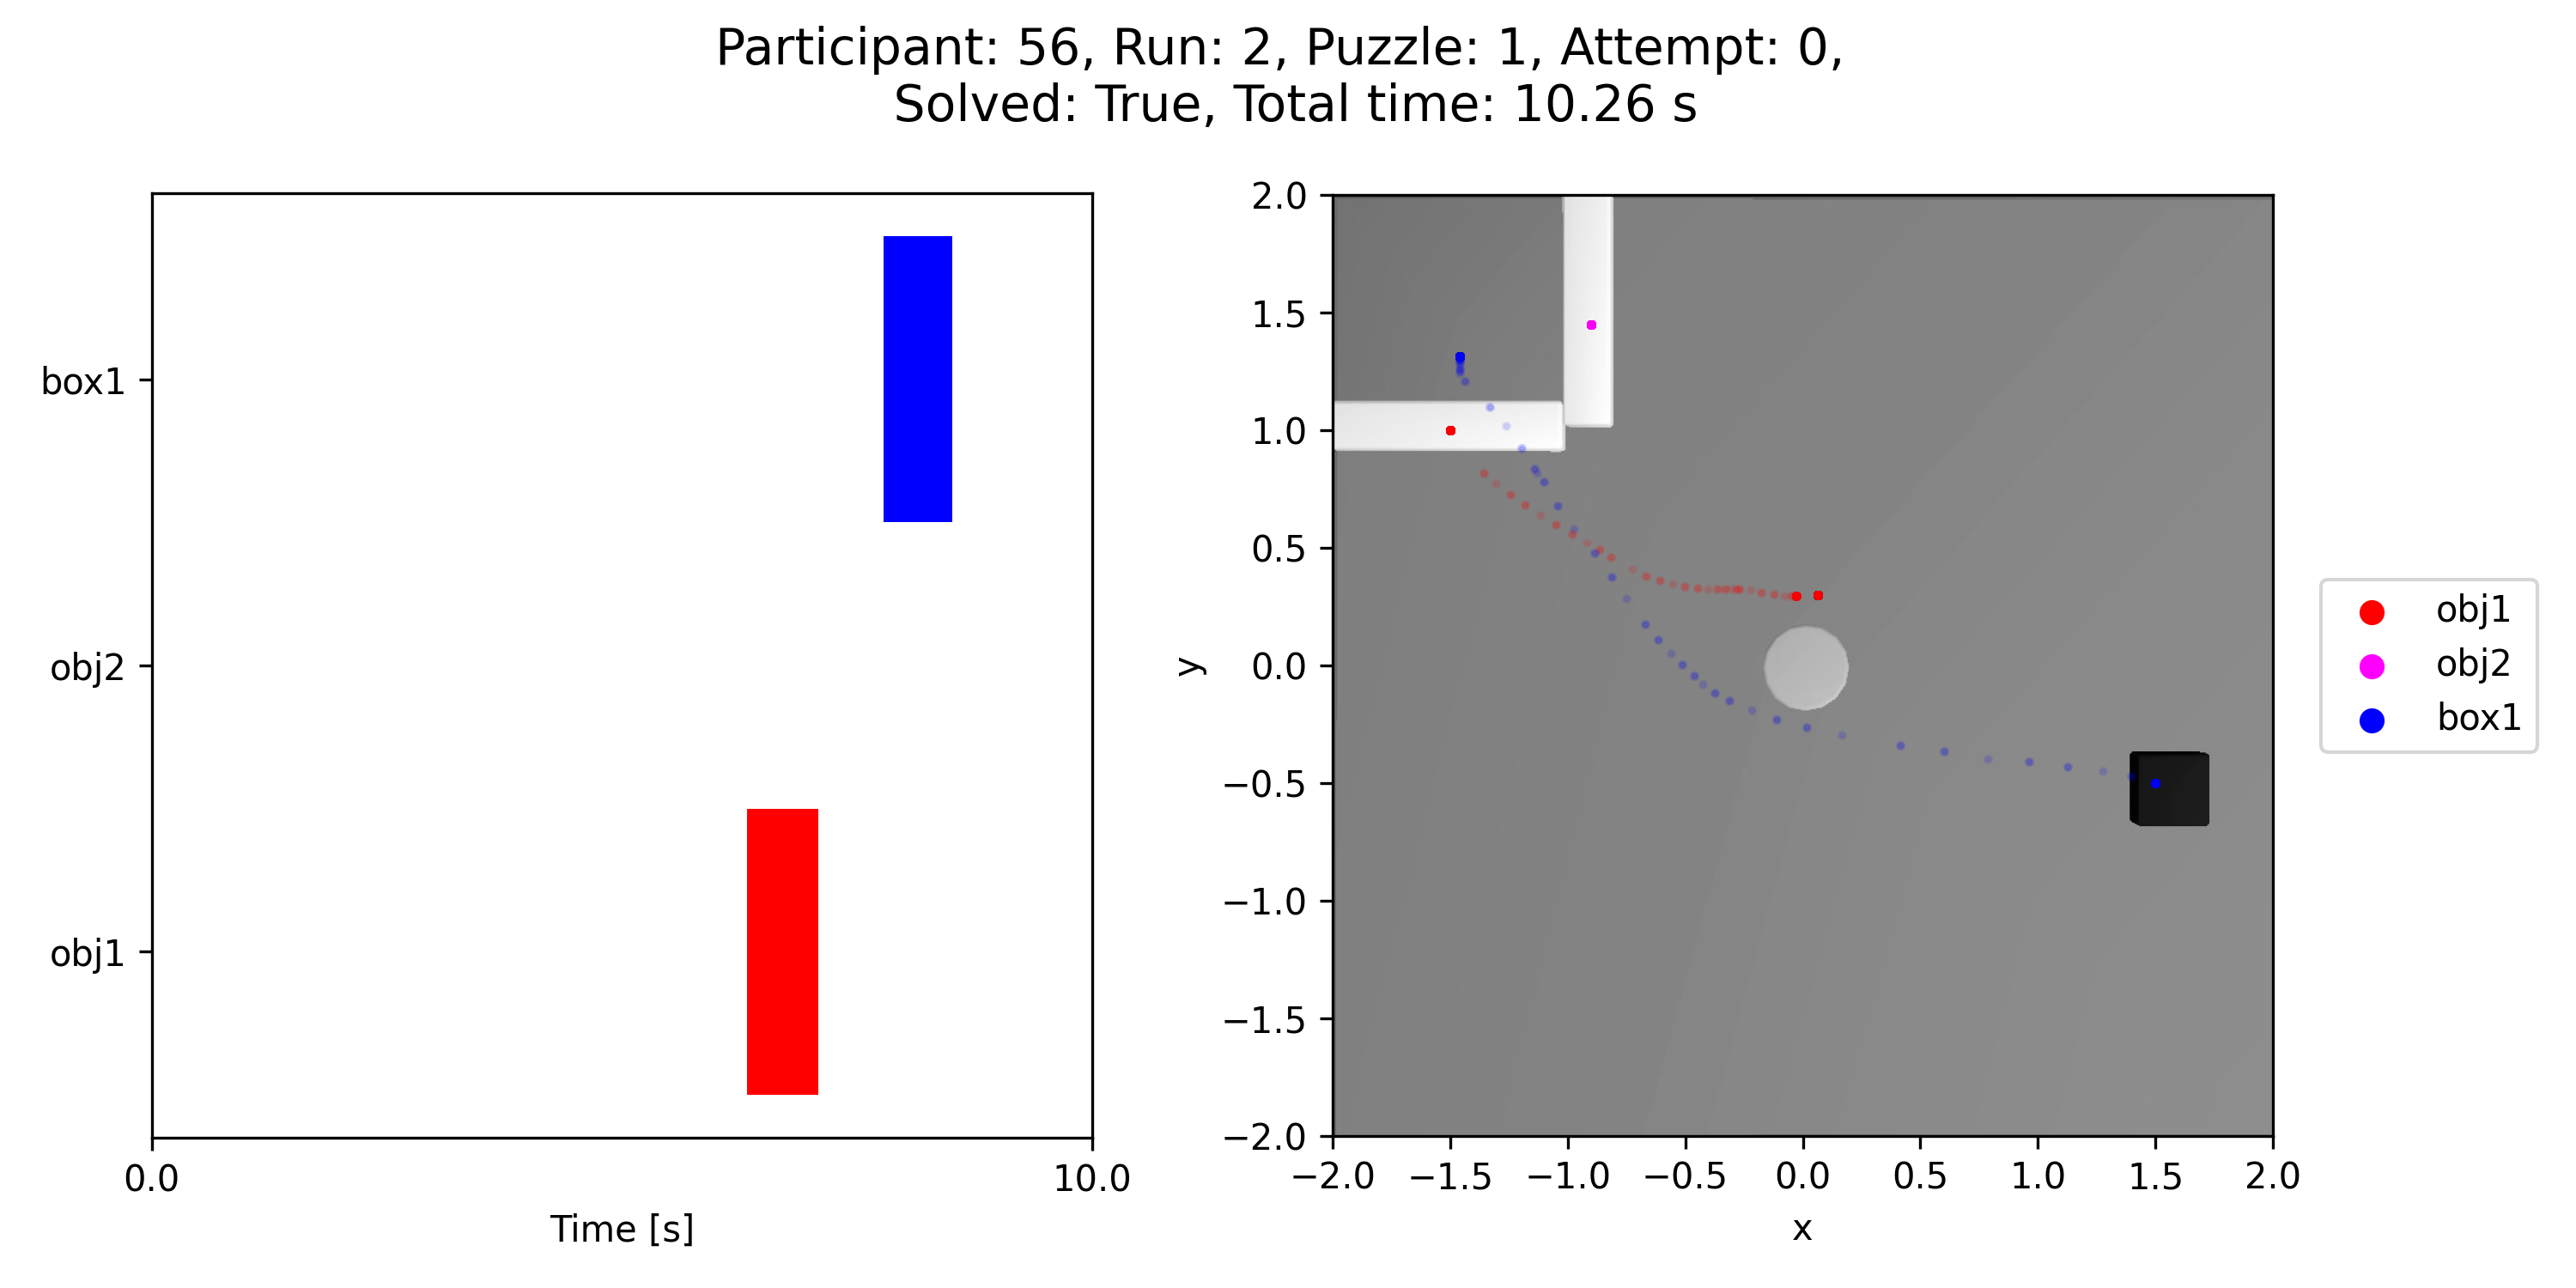 Participant: 56, Run: 2, Puzzle: 1, Attempt: 0,
Solved: True, Total time: 10.26 s
box1
obj2
obj1
0.0
10.0
Time [s]
2.0
1.5
1.0
0.5
0.0
−0.5
−1.0
−1.5
−2.0
y
−2.0
−1.5
−1.0
−0.5
0.0
0.5
1.0
1.5
2.0
x
obj1
obj2
box1